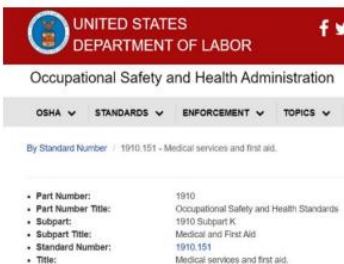 UNITED STATES
DEPARTMENT OF LABOR
Occupational Safety and Health Administration
OSHA STANDARDS ENFORCEMENT TOPICS
By Standard Number / 1910.151 - Medical services and first aid.
• Part Number: 1910
• Part Number Title: Occupational Safety and Health Standards
• Subpart: 1910 Subpart K
• Subpart Title: Medical and First Aid
• Standard Number: 1910.151
• Title: Medical services and first aid.